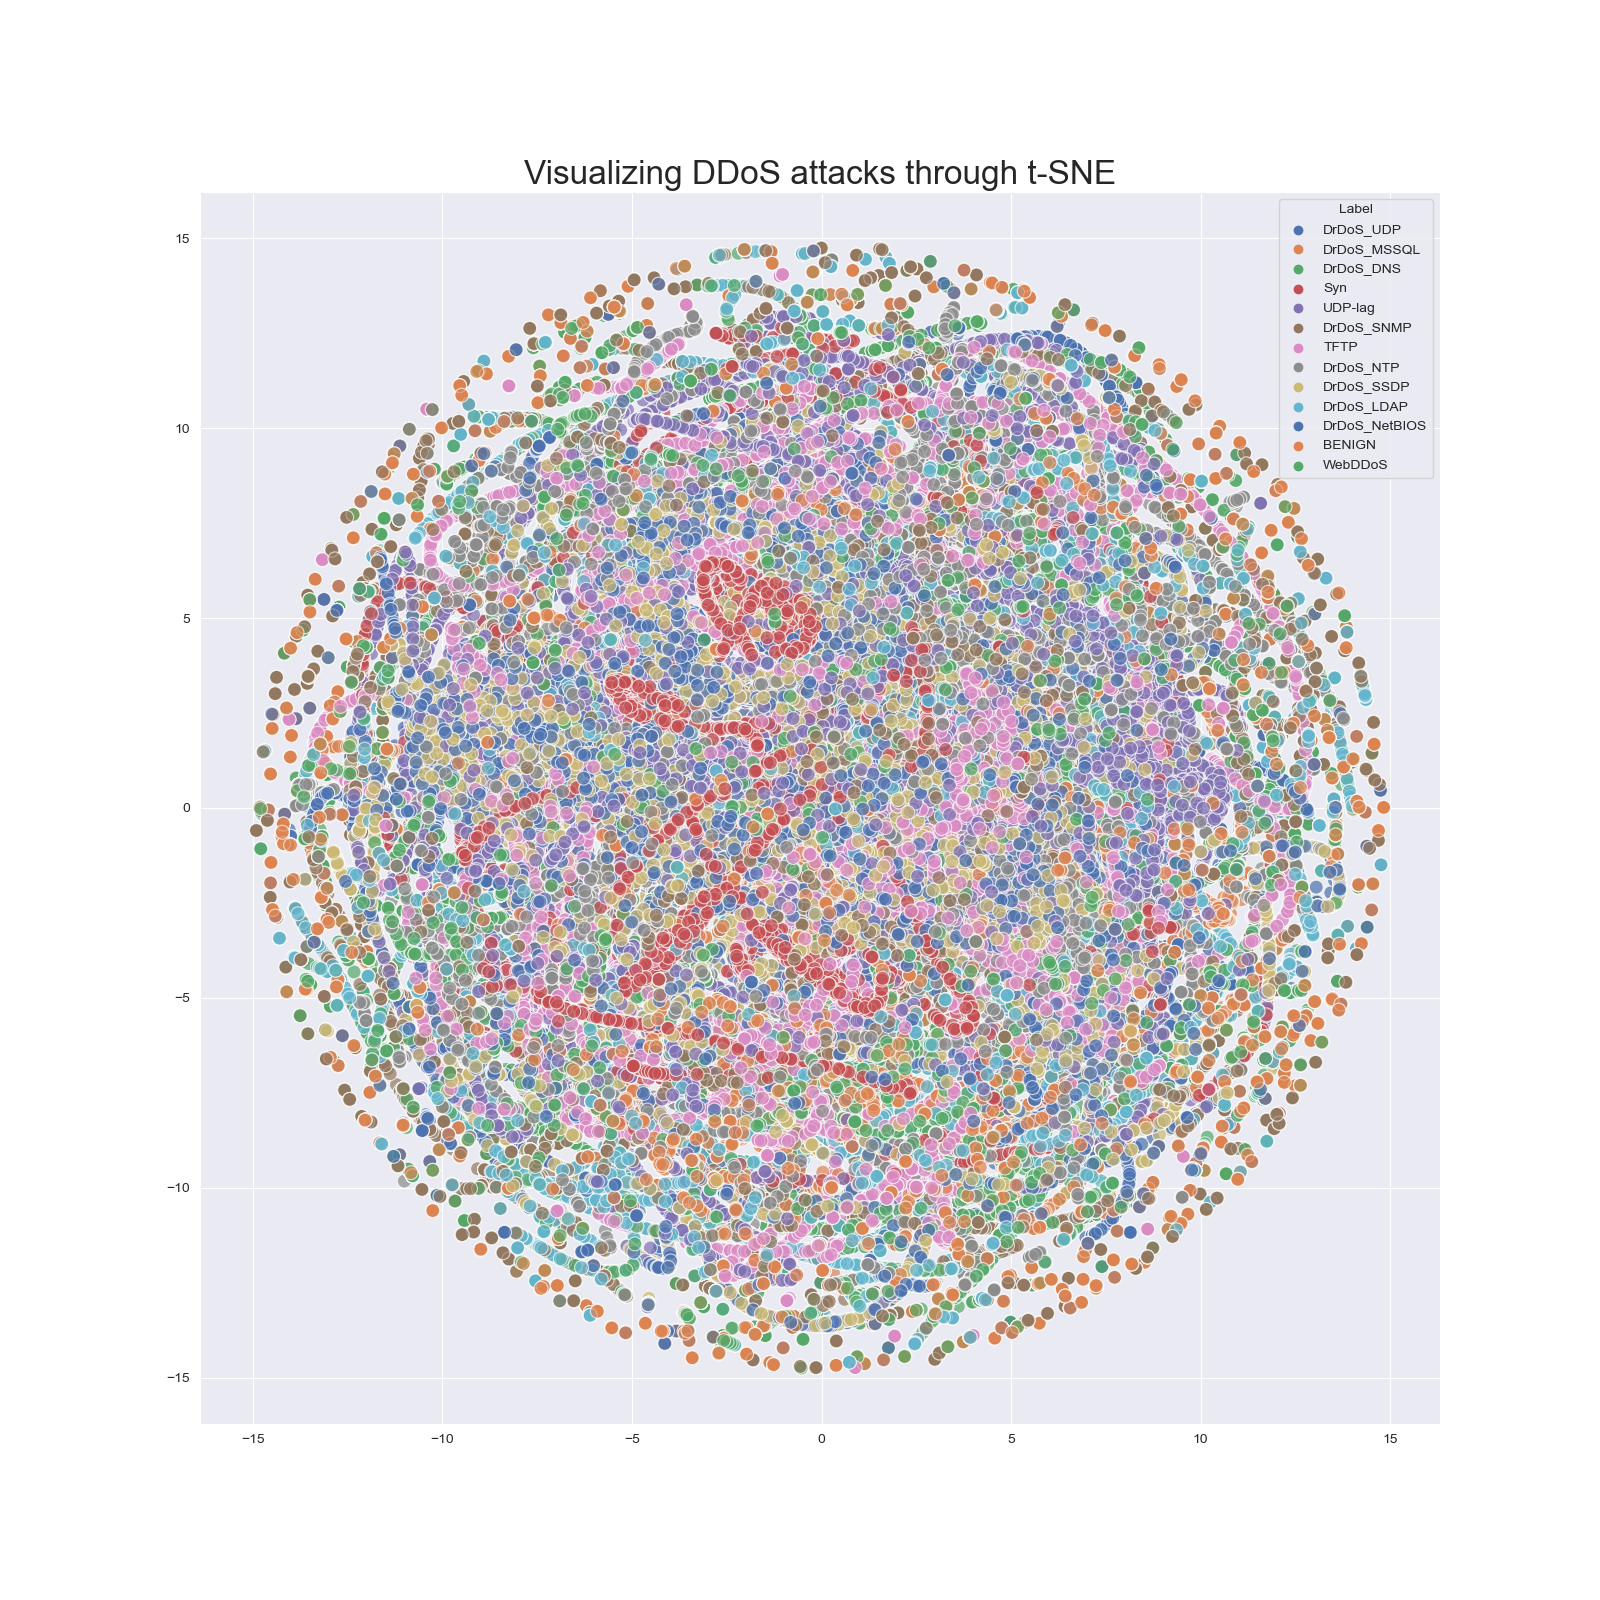 Visualizing DDoS attacks through t-SNE
Label
DrDoS_UDP
DrDoS_MSSQL
DrDoS_DNS
Syn
UDP-lag
DrDoS_SNMP
TFTP
DrDoS_NTP
DrDoS_SSDP
DrDoS_LDAP
DrDoS_NetBIOS
BENIGN
WebDDoS
15
10
5
0
−5
−10
−15
−15 −10 −5 0 5 10 15